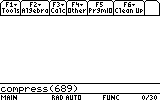 F1▾ F2▾ F3▾ F4▾ F5 F6▾
Tools Algebra Calc Other PrgmIO Clean Up
compress(689)
MAIN RAD AUTO FUNC 0/30